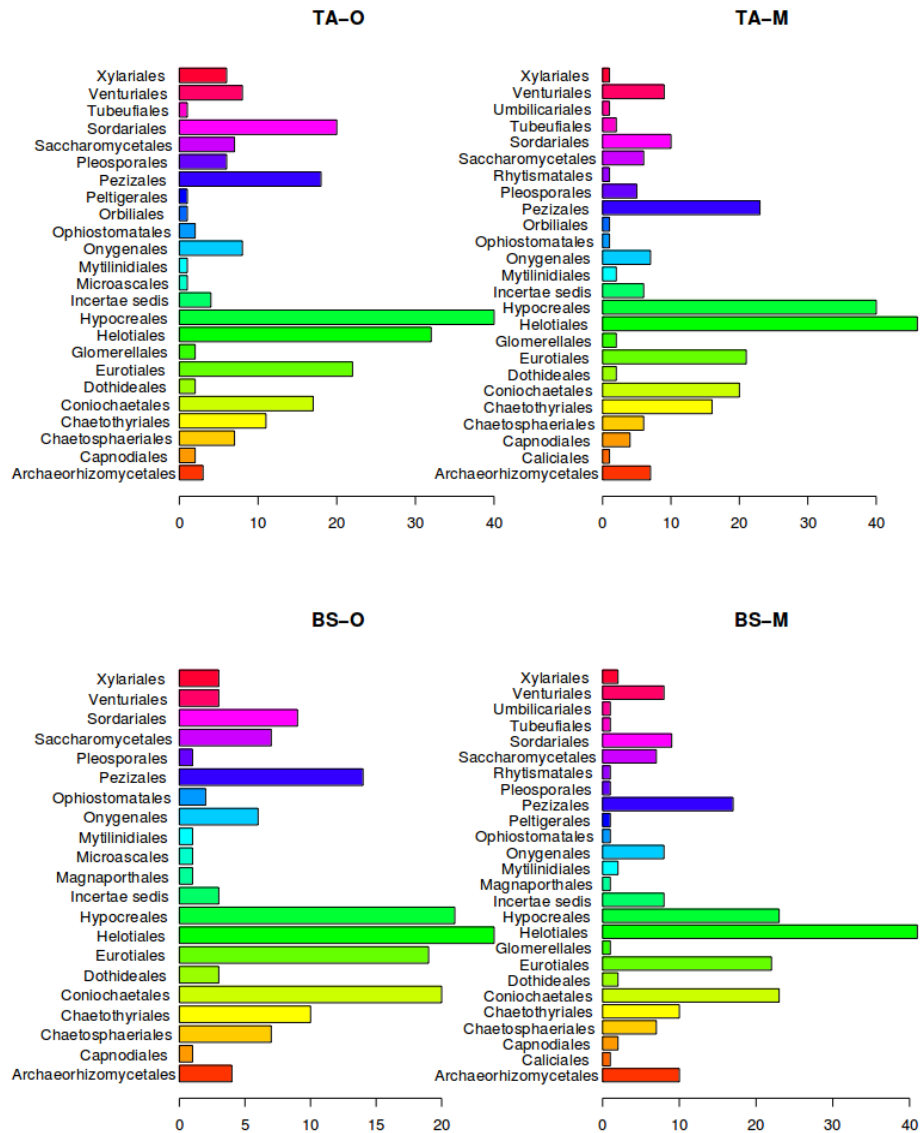 TA−O
Xylariales
Venturiales
Tubeufiales
Sordariales
Saccharomycetales
Pleosporales
Pezizales
Peltigerales
Orbiliales
Ophiostomatales
Onygenales
Mytilinidiales
Microascales
Incertae sedis
Hypocreales
Helotiales
Glomerellales
Eurotiales
Dothideales
Coniochaetales
Chaetothyriales
Chaetosphaeriales
Capnodiales
Archaeorhizomycetales
0 10 20 30 40
TA−M
Xylariales
Venturiales
Umbilicariales
Tubeufiales
Sordariales
Saccharomycetales
Rhytismatales
Pleosporales
Pezizales
Orbiliales
Ophiostomatales
Onygenales
Mytilinidiales
Incertae sedis
Hypocreales
Helotiales
Glomerellales
Eurotiales
Dothideales
Coniochaetales
Chaetothyriales
Chaetosphaeriales
Capnodiales
Caliciales
Archaeorhizomycetales
0 10 20 30 40
BS−O
Xylariales
Venturiales
Sordariales
Saccharomycetales
Pleosporales
Pezizales
Ophiostomatales
Onygenales
Mytilinidiales
Microascales
Magnaporthales
Incertae sedis
Hypocreales
Helotiales
Eurotiales
Dothideales
Coniochaetales
Chaetothyriales
Chaetosphaeriales
Capnodiales
Archaeorhizomycetales
0 5 10 15 20
BS−M
Xylariales
Venturiales
Umbilicariales
Tubeufiales
Sordariales
Saccharomycetales
Rhytismatales
Pleosporales
Pezizales
Peltigerales
Ophiostomatales
Onygenales
Mytilinidiales
Magnaporthales
Incertae sedis
Hypocreales
Helotiales
Glomerellales
Eurotiales
Dothideales
Coniochaetales
Chaetothyriales
Chaetosphaeriales
Capnodiales
Caliciales
Archaeorhizomycetales
0 10 20 30 40